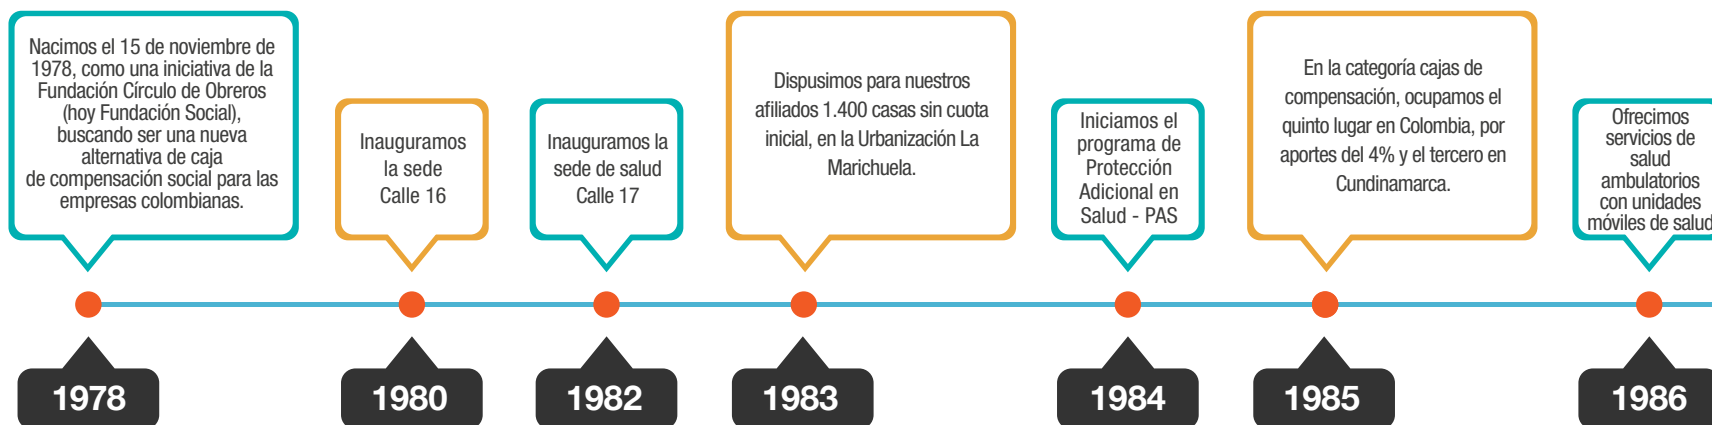 Nacimos el 15 de noviembre de
1978, como una iniciativa de la
Fundación Círculo de Obreros
(hoy Fundación Social),
buscando ser una nueva
alternativa de caja
de compensación social para las
empresas colombianas.
Inauguramos
la sede
Calle 16
Inauguramos la
sede de salud
Calle 17
Dispusimos para nuestros
afiliados 1.400 casas sin cuota
inicial, en la Urbanización La
Marichuela.
Iniciamos el
programa de
Protección
Adicional en
Salud - PAS
En la categoría cajas de
compensación, ocupamos el
quinto lugar en Colombia, por
aportes del 4% y el tercero en
Cundinamarca.
Ofrecimos
servicios de
salud
ambulatorios
con unidades
móviles de salud
1978
1980
1982
1983
1984
1985
1986